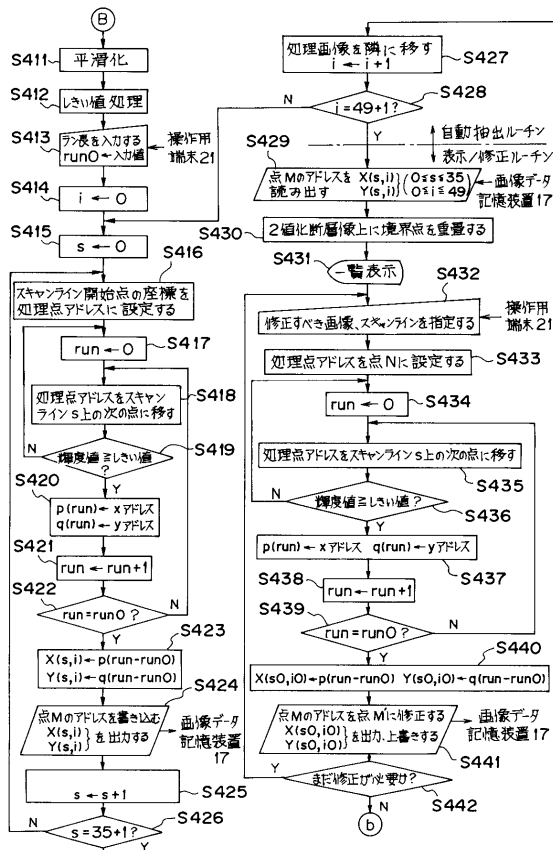 B
S411
平滑化
S412
しきい値処理
S413
ラン長を入力する
run0←入力値
操作用
端末21
S414
i ← 0
S415
s ← 0
S416
スキャンライン開始点の座標を
処理点アドレスに設定する
S417
run ← 0
S418
処理点アドレスをスキャン
ラインs上の次の点に移す
S419
N
輝度値≧しきい値
?
Y
S420
p(run)←xアドレス
q(run)←yアドレス
S421
run ← run+1
S422
run=run0?
N
Y
S423
X(s,i)←p(run-run0)
Y(s,i)←q(run-run0)
S424
点Mのアドレスを書き込む
X(s,i)
Y(s,i)
}を出力する
画像データ
記憶装置
17
S425
s ← s+1
S426
N
s=35+1?
Y
処理画像を隣に移す
i ← i+1
S427
S428
N
i=49+1?
Y
自動抽出ルーチン
表示/修正ルーチン
S429
点Mのアドレスを
読み出す
X(s,i)
Y(s,i)
}(0≦s≦35
0≦i≦49)
画像データ
記憶装置17
S430
2値化断層像上に境界点を重畳する
S431
一覧表示
S432
修正すべき画像、スキャンラインを指定する
操作用
端末21
S433
処理点アドレスを点Nに設定する
S434
run ← 0
処理点アドレスをスキャンラインs上の次の点に移す
S435
N
輝度値≧しきい値?
S436
Y
p(run)←xアドレス q(run)←yアドレス
S437
S438
run ← run+1
S439
run=run0?
N
Y
S440
X(s0,i0)←p(run-run0) Y(s0,i0)←q(run-run0)
点Mのアドレスを点M'に修正する
X(s0,i0)
Y(s0,i0)
}を出力、上書きする
画像データ
記憶装置17
S441
Y
まだ修正が必要か?
S442
N
b